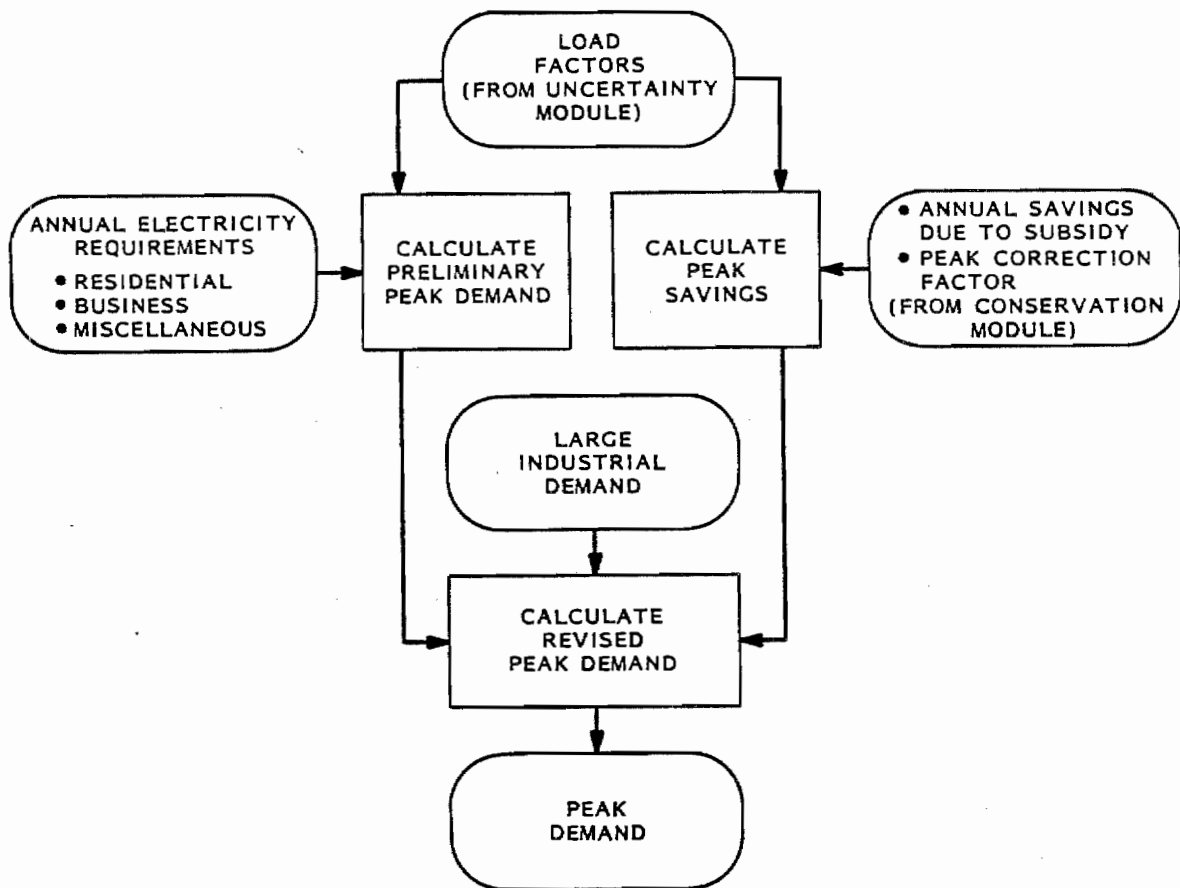 LOAD
FACTORS
(FROM UNCERTAINTY
MODULE)
ANNUAL ELECTRICITY
REQUIREMENTS
• RESIDENTIAL
• BUSINESS
• MISCELLANEOUS
CALCULATE
PRELIMINARY
PEAK DEMAND
CALCULATE
PEAK
SAVINGS
• ANNUAL SAVINGS
DUE TO SUBSIDY
• PEAK CORRECTION
FACTOR
(FROM CONSERVATION
MODULE)
LARGE
INDUSTRIAL
DEMAND
CALCULATE
REVISED
PEAK DEMAND
PEAK
DEMAND